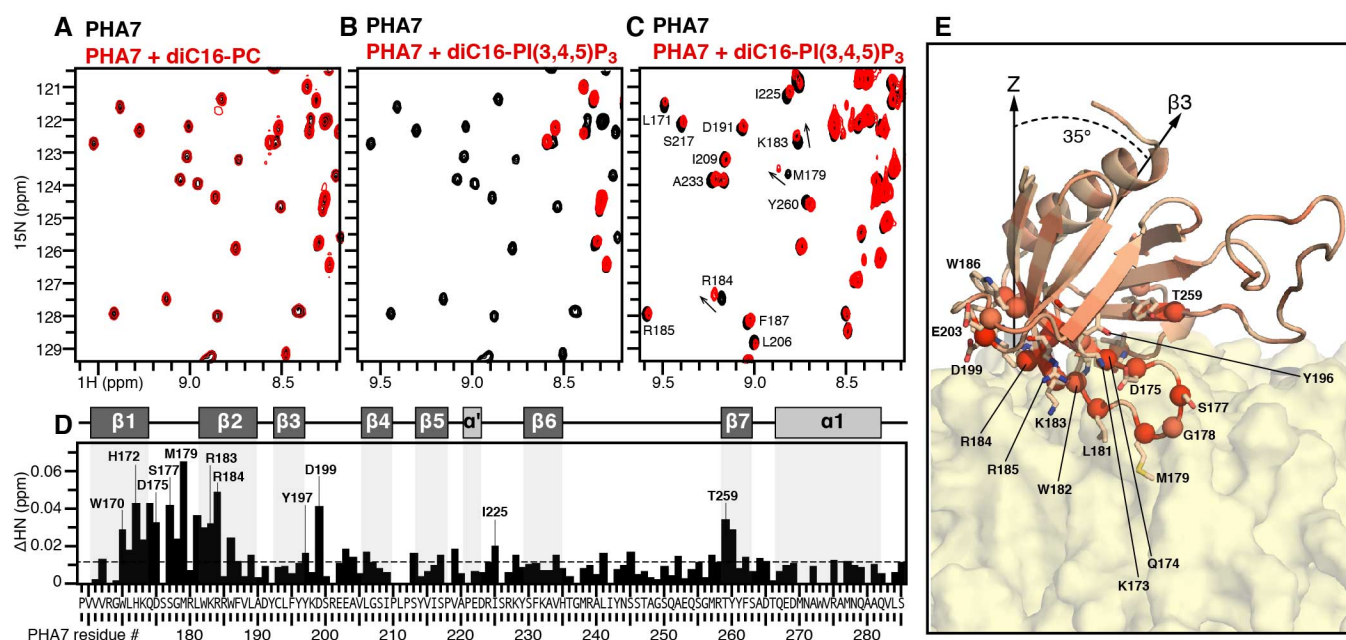 A PHA7
PHA7 + diC16-PC
B PHA7
PHA7 + diC16-PI(3,4,5)P3
C PHA7
PHA7 + diC16-PI(3,4,5)P3
E
15N (ppm)
121
122
123
124
125
126
127
128
129
1H (ppm) 9.0 8.5
9.5 9.0 8.5
9.5 9.0 8.5
I225
L171
S217
D191
K183
I209
M179
A233
Y260
R184
R185
F187
L206
D
β1 β2 β3 β4 β5 α' β6 β7 α1
ΔHN (ppm)
0.06
0.04
0.02
0
W170
H172
D175
S177
M179
R183
R184
Y197
D199
I225
T259
PVVVRGWLHKQDSSGMRLWKRRWFVLADYCLFYYKDSREEAVLGSIPLPSYVISPVAPEDRISRKYSFKAVHTGMRALIYNSSTAGSQAEQSGMRTYYFSADTQEDMNAWVRAMNQAAQVLS
PHA7 residue # 180 190 200 210 220 230 240 250 260 270 280
Z
β3
35°
W186
E203
D199
T259
Y196
D175
S177
G178
K183
R184
L181
R185
M179
W182
Q174
K173